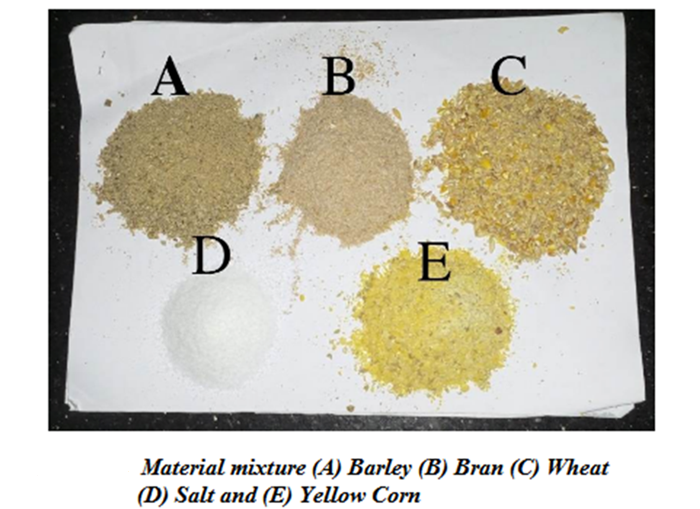 A B C
D E
Material mixture (A) Barley (B) Bran (C) Wheat
(D) Salt and (E) Yellow Corn